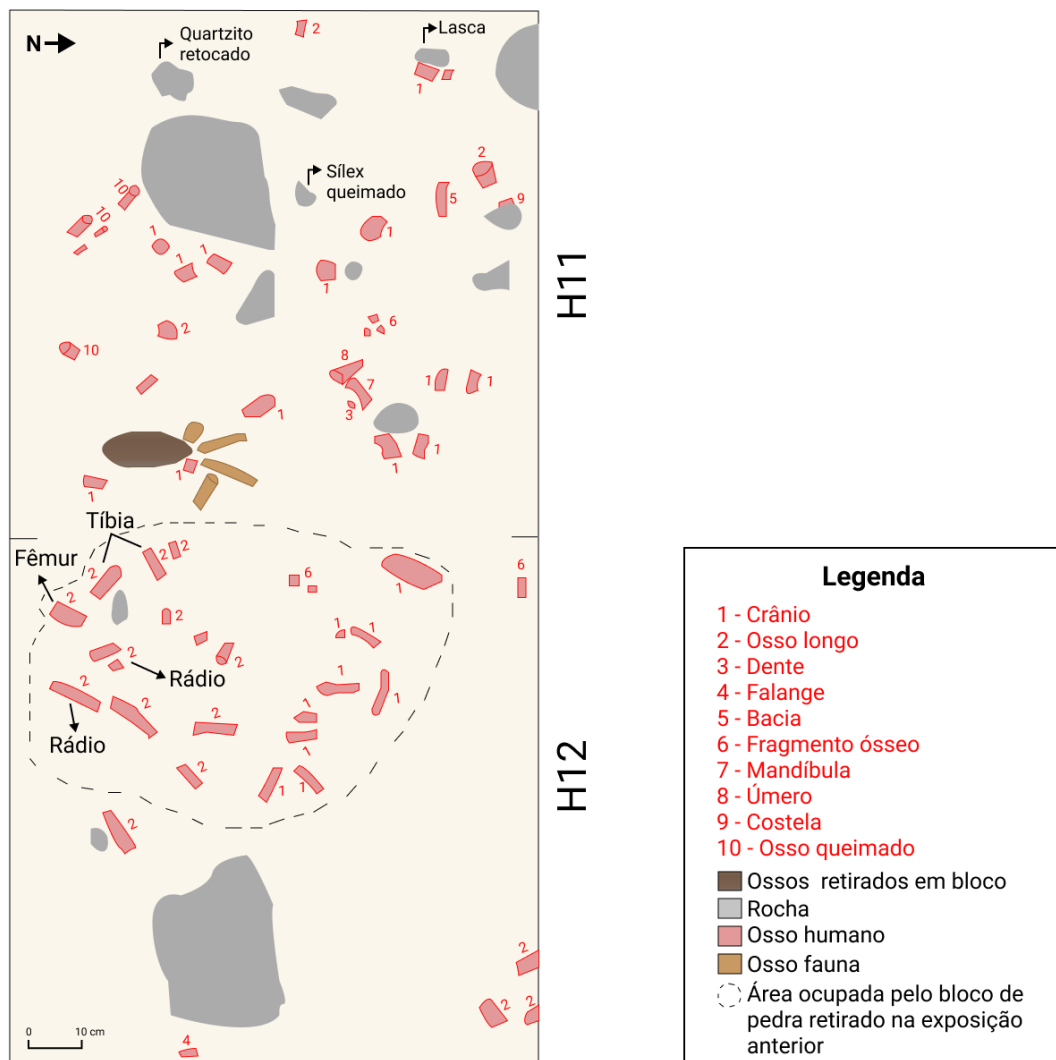 N
Quartzito
retocado
2
Lasca
1
Sílex
queimado
2
5
9
10
10
1
1
1
1
1
2
6
10
8
7
3
1
1
1
1
1
1
1
H11
Tíbia
Fêmur
2
2
2
2
6
1
6
2
1
1
2
2
Rádio
2
Rádio
2
2
1
1
1
2
1
1
H12
2
0
10 cm
2
2
2
4
Legenda
1 - Crânio
2 - Osso longo
3 - Dente
4 - Falange
5 - Bacia
6 - Fragmento ósseo
7 - Mandíbula
8 - Úmero
9 - Costela
10 - Osso queimado
Ossos retirados em bloco
Rocha
Osso humano
Osso fauna
Área ocupada pelo bloco de
pedra retirado na exposição
anterior